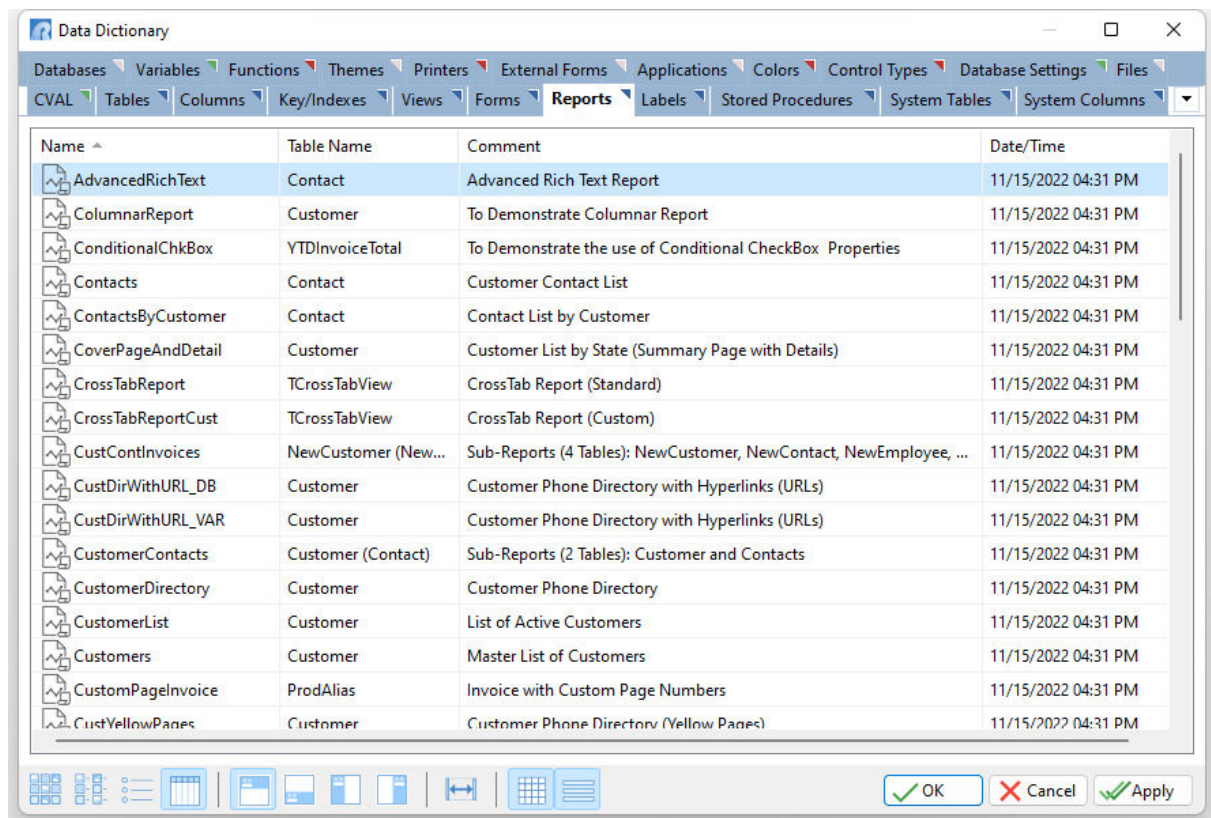 Data Dictionary
Databases Variables Functions Themes Printers External Forms Applications Colors Control Types Database Settings Files
CVAL Tables Columns Key/Indexes Views Forms Reports Labels Stored Procedures System Tables System Columns
Name Table Name Comment Date/Time
AdvancedRichText Contact Advanced Rich Text Report 11/15/2022 04:31 PM
ColumnarReport Customer To Demonstrate Columnar Report 11/15/2022 04:31 PM
ConditionalChkBox YTDInvoiceTotal To Demonstrate the use of Conditional CheckBox  Properties 11/15/2022 04:31 PM
Contacts Contact Customer Contact List 11/15/2022 04:31 PM
ContactsByCustomer Contact Contact List by Customer 11/15/2022 04:31 PM
CoverPageAndDetail Customer Customer List by State (Summary Page with Details) 11/15/2022 04:31 PM
CrossTabReport TCrossTabView CrossTab Report (Standard) 11/15/2022 04:31 PM
CrossTabReportCust TCrossTabView CrossTab Report (Custom) 11/15/2022 04:31 PM
CustContInvoices NewCustomer (New... Sub-Reports (4 Tables): NewCustomer, NewContact, NewEmployee, ... 11/15/2022 04:31 PM
CustDirWithURL_DB Customer Customer Phone Directory with Hyperlinks (URLs) 11/15/2022 04:31 PM
CustDirWithURL_VAR Customer Customer Phone Directory with Hyperlinks (URLs) 11/15/2022 04:31 PM
CustomerContacts Customer (Contact) Sub-Reports (2 Tables): Customer and Contacts 11/15/2022 04:31 PM
CustomerDirectory Customer Customer Phone Directory 11/15/2022 04:31 PM
CustomerList Customer List of Active Customers 11/15/2022 04:31 PM
Customers Customer Master List of Customers 11/15/2022 04:31 PM
CustomPageInvoice ProdAlias Invoice with Custom Page Numbers 11/15/2022 04:31 PM
CustYellowPages Customer Customer Phone Directory (Yellow Pages) 11/15/2022 04:31 PM
OK Cancel Apply